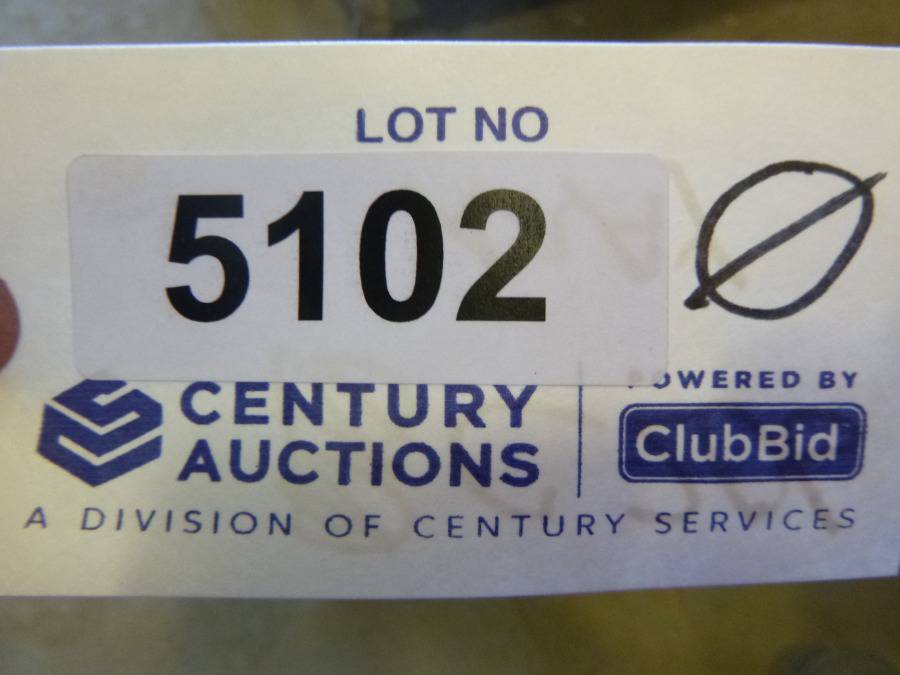 LOT NO
5102 Ø
CENTURY
AUCTIONS
POWERED BY
ClubBid
A DIVISION OF CENTURY SERVICES